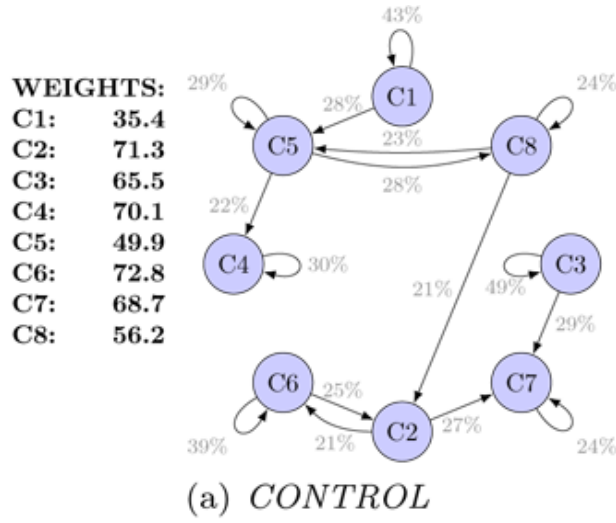 43%
WEIGHTS:
29%
24%
C1
C1: 35.4
28%
C2: 71.3
23%
C5
C8
C3: 65.5
28%
C4: 70.1
22%
C5: 49.9
C6: 72.8
C4
30%
C3
49%
C7: 68.7
21%
C8: 56.2
29%
C6
25%
C7
21%
C2
27%
39%
24%
(a) CONTROL